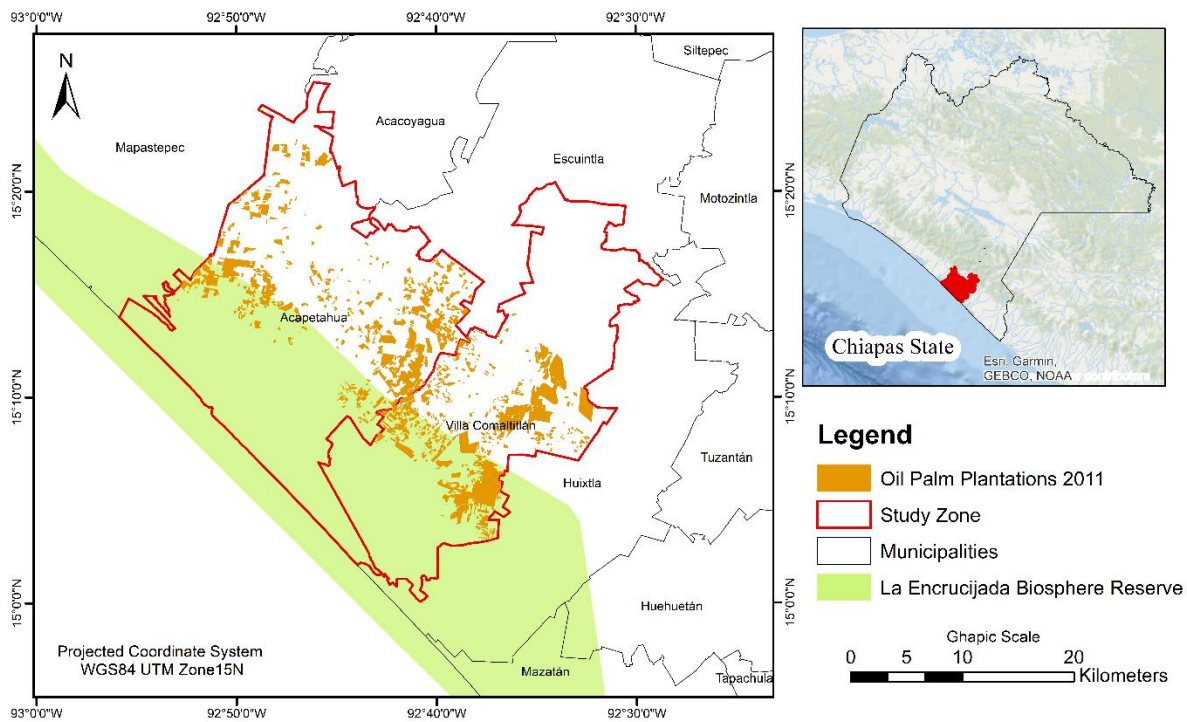 93°0'0"W
92°50'0"W
92°40'0"W
92°30'0"W
N
Siltepec
Acacoyagua
Mapastepec
Escuintla
Motozintla
15°20'0"N
15°20'0"N
Acapetahua
15°10'0"N
15°10'0"N
Villa Comaltitlán
Tuzantán
Huixtla
15°0'0"N
15°0'0"N
Huehuetán
Projected Coordinate System
WGS84 UTM Zone15N
Mazatán
Tapachula
93°0'0"W
92°50'0"W
92°40'0"W
92°30'0"W
Chiapas State
Esri, Garmin,
GEBCO, NOAA contributors
Legend
Oil Palm Plantations 2011
Study Zone
Municipalities
La Encrucijada Biosphere Reserve
Ghapic Scale
0 5 10 20
Kilometers